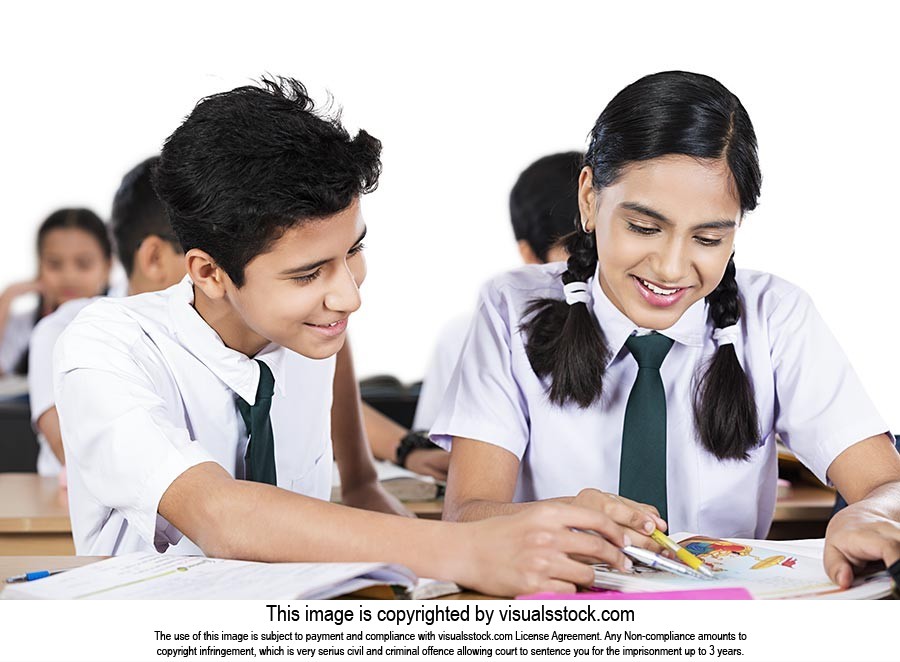 This image is copyrighted by visualsstock.com
The use of this image is subject to payment and compliance with visualsstock.com License Agreement. Any Non-compliance amounts to
copyright infringement, which is very serius civil and criminal offence allowing court to sentence you for the imprisonment up to 3 years.